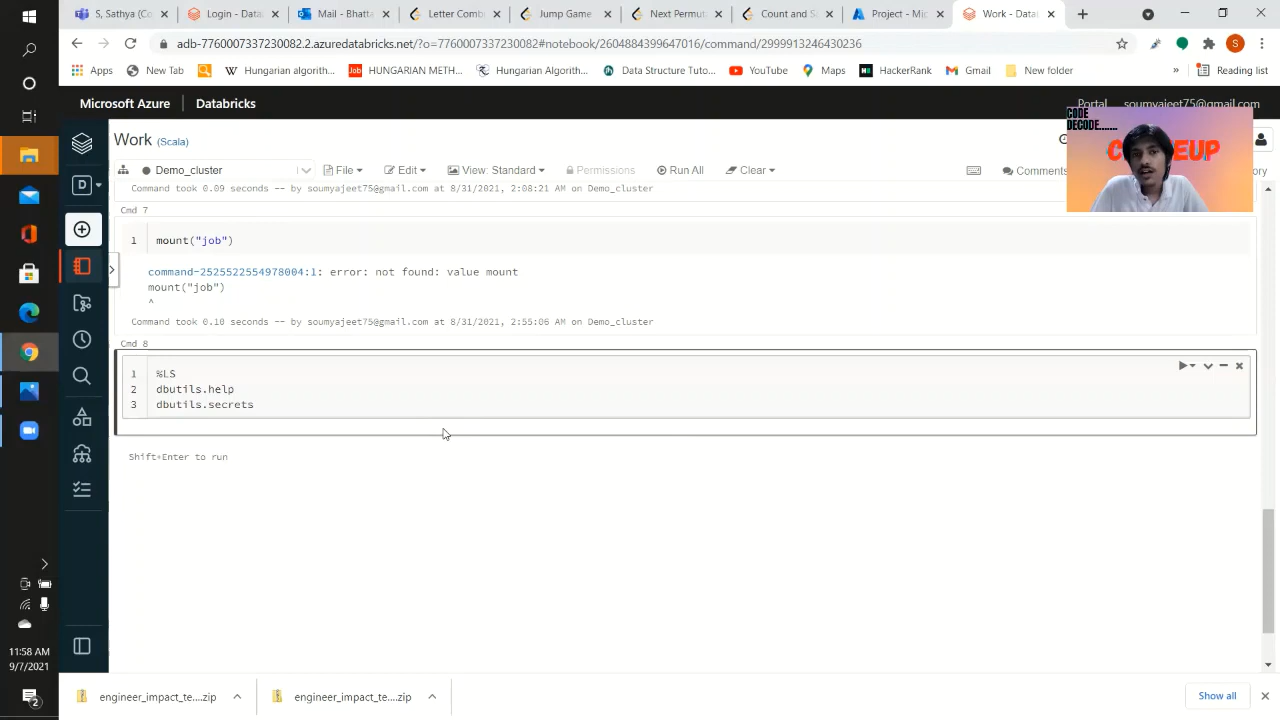 S, Sathya (C...
Login - Data...
Mail - Bhatta...
Letter Comb...
Jump Game
Next Permut...
Count and S...
Project - Mic...
Work - Data...
adb-7760007337230082.2.azuredatabricks.net/?o=7760007337230082#notebook/2604884399647016/command/2999913246430236
S
Apps
New Tab
Hungarian algorith...
HUNGARIAN METH...
Hungarian Algorith...
Data Structure Tuto...
YouTube
Maps
HackerRank
Gmail
New folder
»
Reading list
Microsoft Azure
Databricks
Portal
soumyajeet75@gmail.com
CODE
DECODE.......
Work (Scala)
Demo_cluster
File
Edit
View: Standard
Permissions
Run All
Clear
Comments
D
Command took 0.09 seconds -- by soumyajeet75@gmail.com at 8/31/2021, 2:08:21 AM on Demo_cluster
Cmd 7
1 mount("job")
command-2525522554978004:1: error: not found: value mount
mount("job")
^
Command took 0.10 seconds -- by soumyajeet75@gmail.com at 8/31/2021, 2:55:06 AM on Demo_cluster
Cmd 8
1 %LS
2 dbutils.help
3 dbutils.secrets
Shift+Enter to run
11:58 AM
9/7/2021
2
engineer_impact_te....zip
engineer_impact_te....zip
Show all